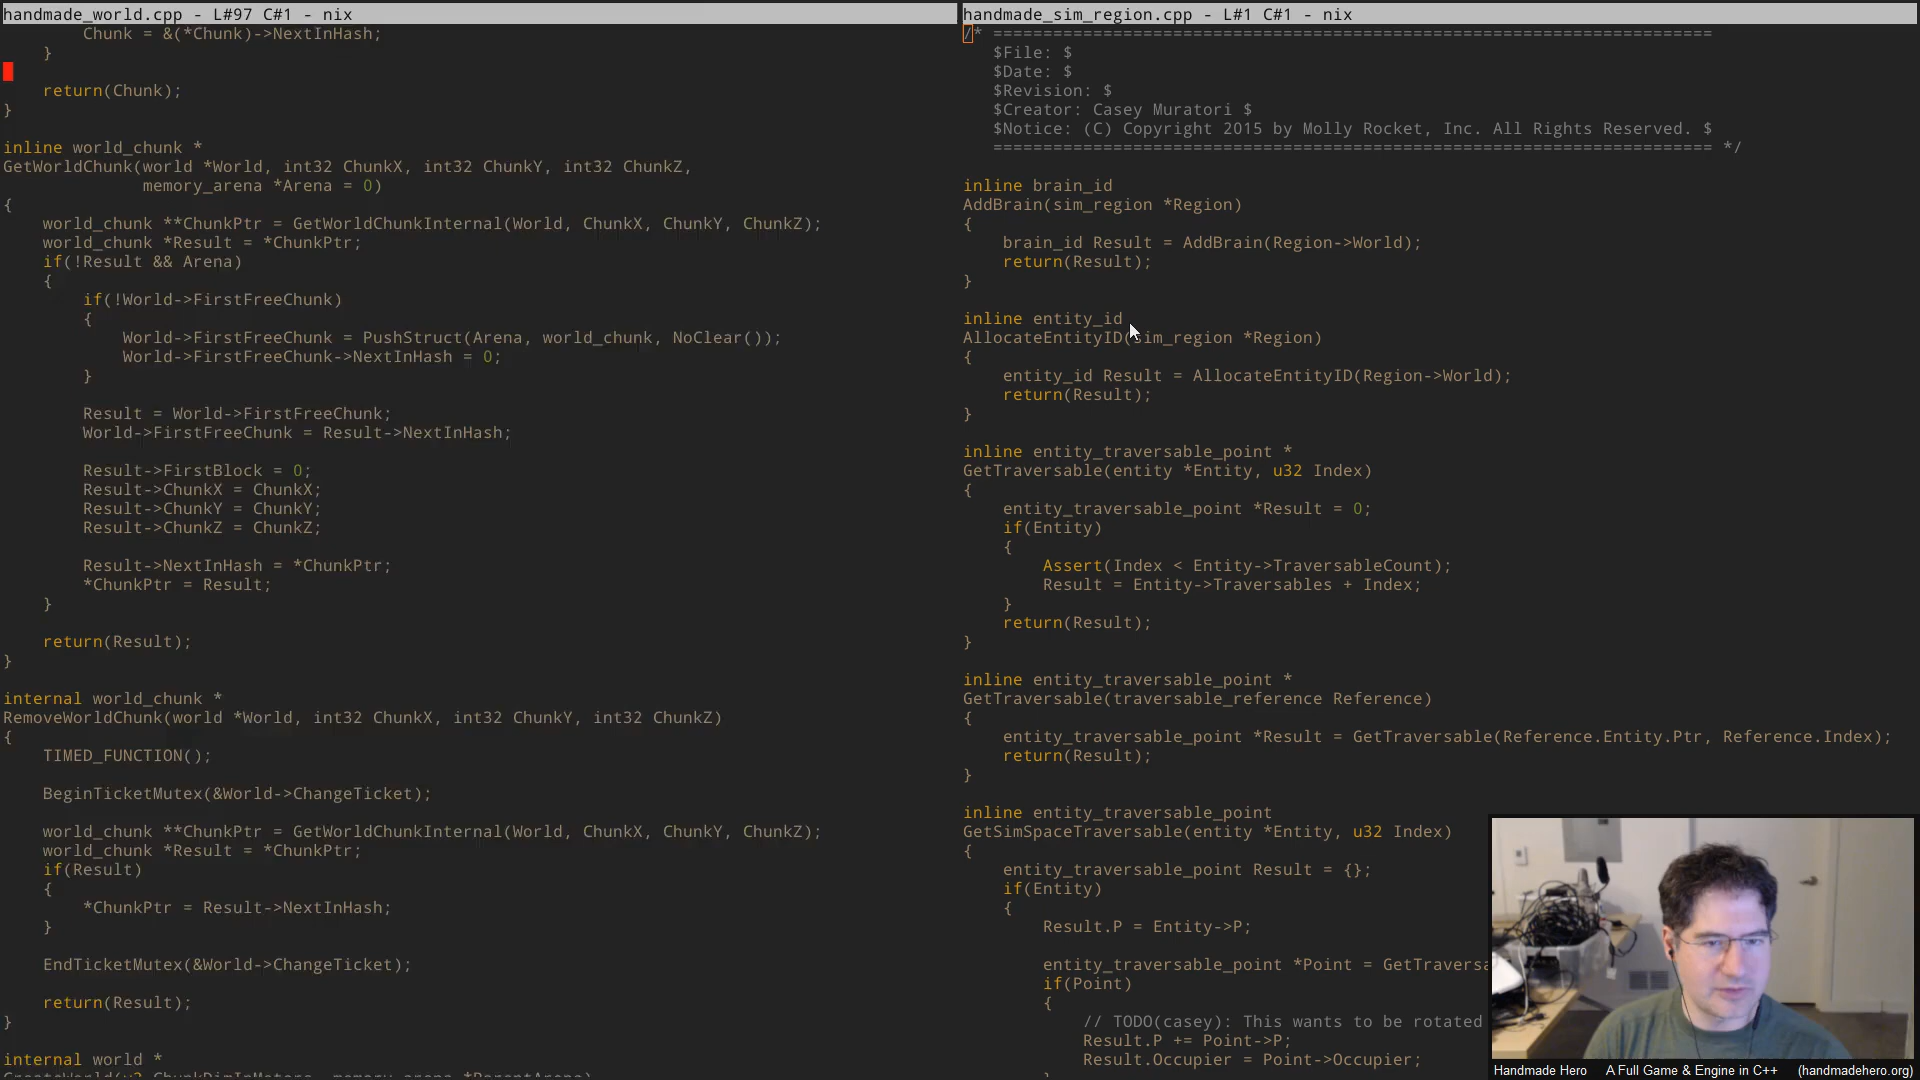 handmade_world.cpp - L#97 C#1 - nix
        Chunk = &(*Chunk)->NextInHash;
    }

    return(Chunk);
}

inline world_chunk *
GetWorldChunk(world *World, int32 ChunkX, int32 ChunkY, int32 ChunkZ,
              memory_arena *Arena = 0)
{
    world_chunk **ChunkPtr = GetWorldChunkInternal(World, ChunkX, ChunkY, ChunkZ);
    world_chunk *Result = *ChunkPtr;
    if(!Result && Arena)
    {
        if(!World->FirstFreeChunk)
        {
            World->FirstFreeChunk = PushStruct(Arena, world_chunk, NoClear());
            World->FirstFreeChunk->NextInHash = 0;
        }

        Result = World->FirstFreeChunk;
        World->FirstFreeChunk = Result->NextInHash;

        Result->FirstBlock = 0;
        Result->ChunkX = ChunkX;
        Result->ChunkY = ChunkY;
        Result->ChunkZ = ChunkZ;

        Result->NextInHash = *ChunkPtr;
        *ChunkPtr = Result;
    }

    return(Result);
}

internal world_chunk *
RemoveWorldChunk(world *World, int32 ChunkX, int32 ChunkY, int32 ChunkZ)
{
    TIMED_FUNCTION();

    BeginTicketMutex(&World->ChangeTicket);

    world_chunk **ChunkPtr = GetWorldChunkInternal(World, ChunkX, ChunkY, ChunkZ);
    world_chunk *Result = *ChunkPtr;
    if(Result)
    {
        *ChunkPtr = Result->NextInHash;
    }

    EndTicketMutex(&World->ChangeTicket);

    return(Result);
}

internal world *
handmade_sim_region.cpp - L#1 C#1 - nix
/* ========================================================================
   $File: $
   $Date: $
   $Revision: $
   $Creator: Casey Muratori $
   $Notice: (C) Copyright 2015 by Molly Rocket, Inc. All Rights Reserved. $
   ======================================================================== */

inline brain_id
AddBrain(sim_region *Region)
{
    brain_id Result = AddBrain(Region->World);
    return(Result);
}

inline entity_id
AllocateEntityID(sim_region *Region)
{
    entity_id Result = AllocateEntityID(Region->World);
    return(Result);
}

inline entity_traversable_point *
GetTraversable(entity *Entity, u32 Index)
{
    entity_traversable_point *Result = 0;
    if(Entity)
    {
        Assert(Index < Entity->TraversableCount);
        Result = Entity->Traversables + Index;
    }
    return(Result);
}

inline entity_traversable_point *
GetTraversable(traversable_reference Reference)
{
    entity_traversable_point *Result = GetTraversable(Reference.Entity.Ptr, Reference.Index);
    return(Result);
}

inline entity_traversable_point
GetSimSpaceTraversable(entity *Entity, u32 Index)
{
    entity_traversable_point Result = {};
    if(Entity)
    {
        Result.P = Entity->P;

        entity_traversable_point *Point = GetTraversa
        if(Point)
        {
            // TODO(casey): This wants to be rotated
            Result.P += Point->P;
            Result.Occupier = Point->Occupier;
Handmade Hero A Full Game & Engine in C++ (handmadehero.org)